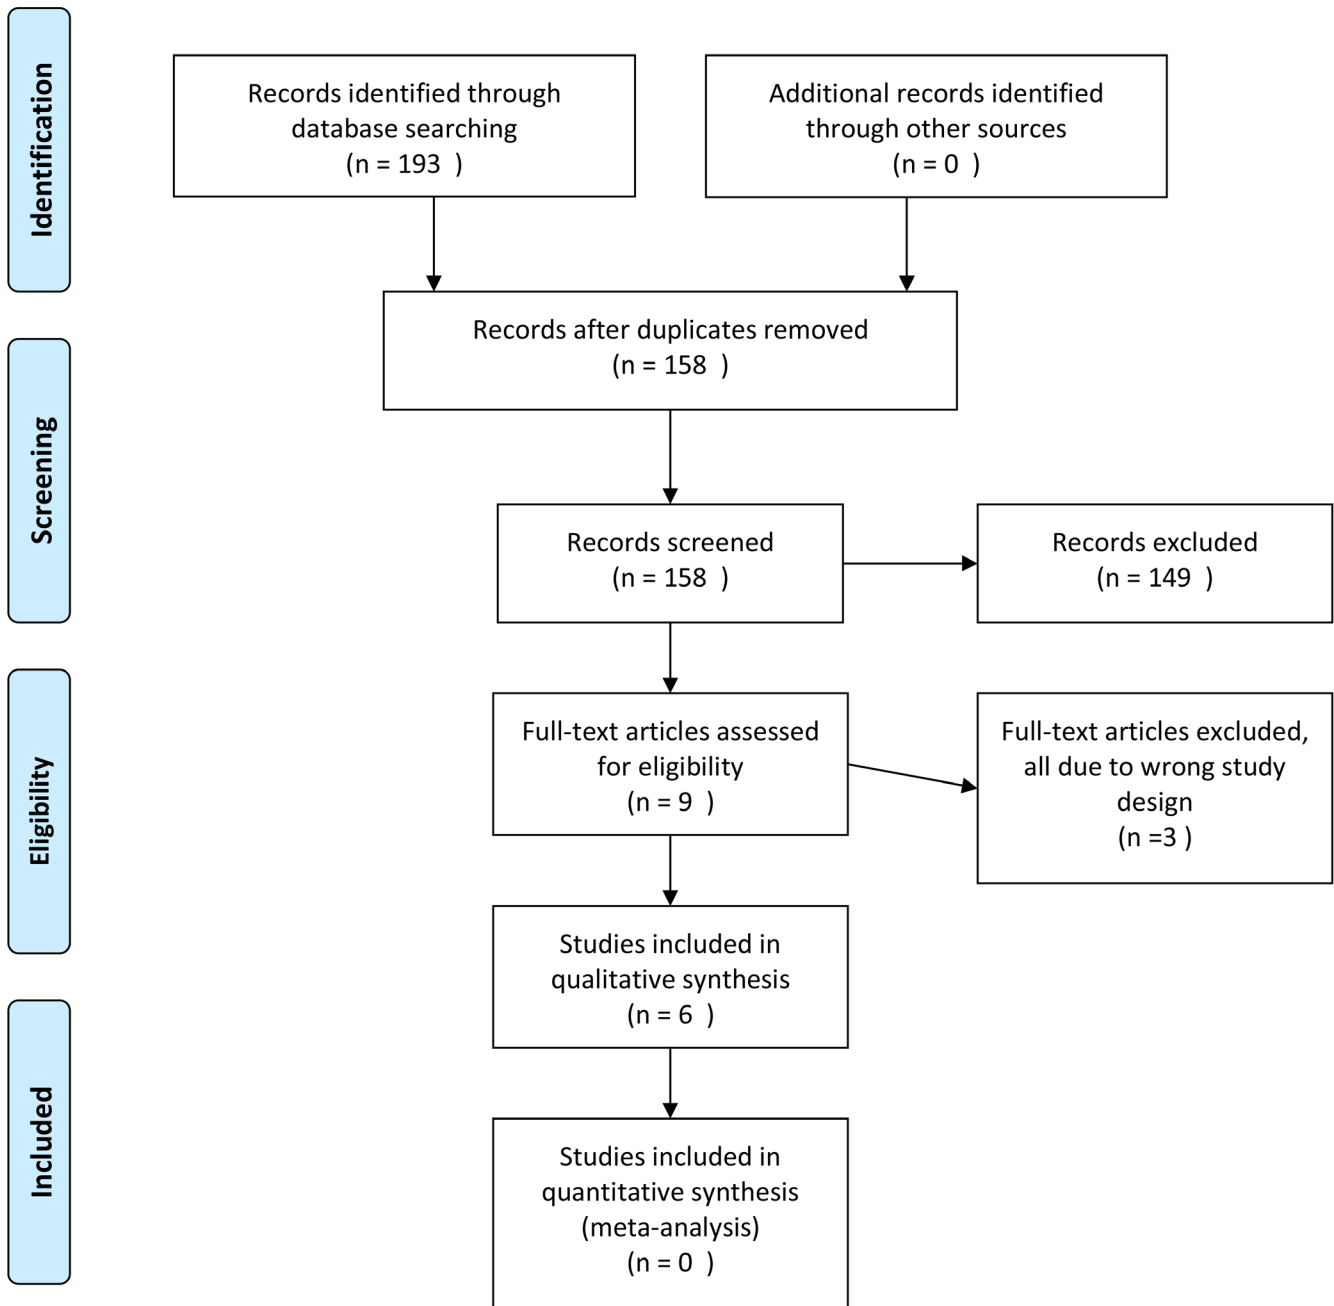 Identification
Records identified through
database searching
(n = 193  )
Additional records identified
through other sources
(n = 0  )
Records after duplicates removed
(n = 158  )
Screening
Records screened
(n = 158  )
Records excluded
(n = 149  )
Eligibility
Full-text articles assessed
for eligibility
(n = 9  )
Full-text articles excluded,
all due to wrong study
design
(n =3 )
Studies included in
qualitative synthesis
(n = 6  )
Included
Studies included in
quantitative synthesis
(meta-analysis)
(n = 0  )